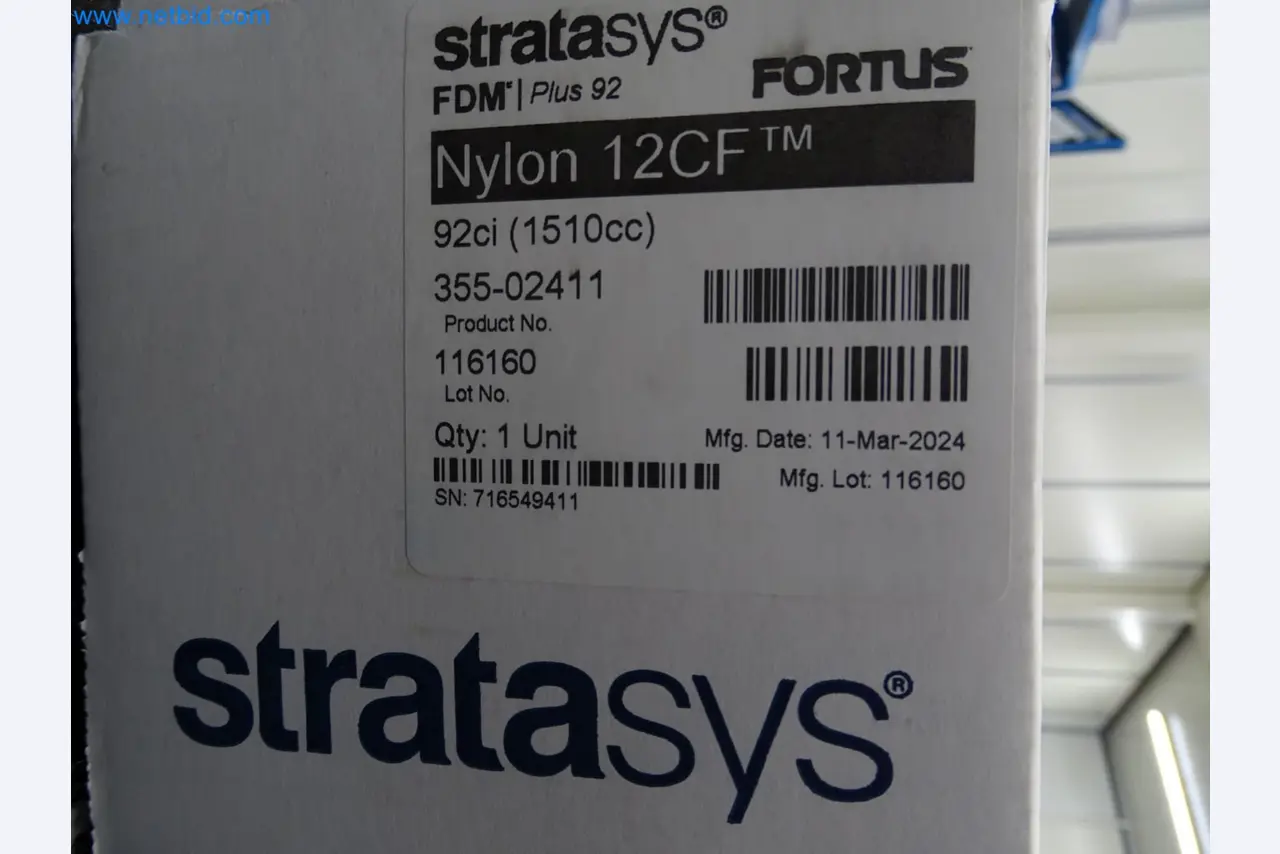 www.netbid.com
stratasys®
FDM™| Plus 92
FORTUS
Nylon 12CF™
92ci (1510cc)
355-02411
Product No.
116160
Lot No.
Qty: 1 Unit
Mfg. Date: 11-Mar-2024
Mfg. Lot: 116160
SN: 716549411
stratasys®